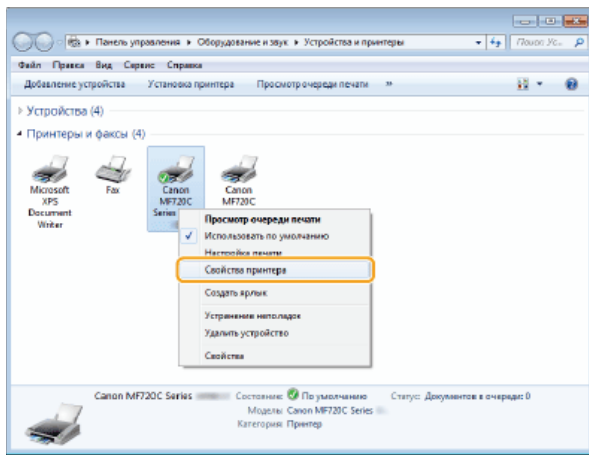 Панель управления ▸ Оборудование и звук ▸ Устройства и принтеры
Поиск: Ус...
Файл Правка Вид Сервис Справка
Добавление устройства Установка принтера Просмотр очереди печати »
Устройства (4)
Принтеры и факсы (4)
Microsoft XPS Document Writer
Fax
Canon MF720C Series
Canon MF720C
Просмотр очереди печати
Использовать по умолчанию
Настройка печати
Свойства принтера
Создать ярлык
Устранение неполадок
Удалить устройство
Свойства
Canon MF720C Series Состояние: По умолчанию Статус: Документов в очереди: 0
Модель: Canon MF720C Series
Категория: Принтер